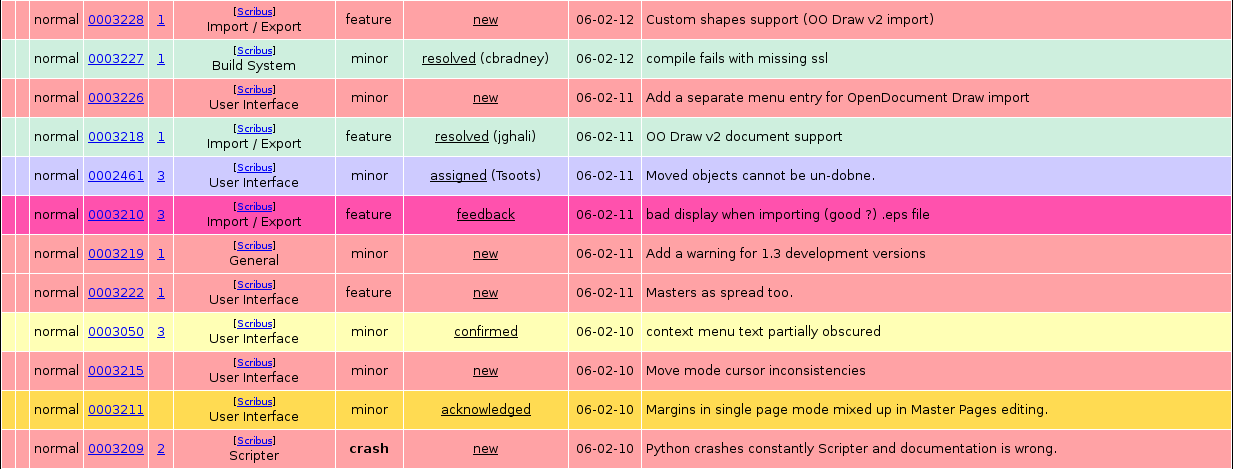 normal 0003228 1 [Scribus] Import / Export feature new 06-02-12 Custom shapes support (OO Draw v2 import)
normal 0003227 1 [Scribus] Build System minor resolved (cbradney) 06-02-12 compile fails with missing ssl
normal 0003226 [Scribus] User Interface minor new 06-02-11 Add a separate menu entry for OpenDocument Draw import
normal 0003218 1 [Scribus] Import / Export feature resolved (jghali) 06-02-11 OO Draw v2 document support
normal 0002461 3 [Scribus] User Interface minor assigned (Tsoots) 06-02-11 Moved objects cannot be un-dobne.
normal 0003210 3 [Scribus] Import / Export feature feedback 06-02-11 bad display when importing (good ?) .eps file
normal 0003219 1 [Scribus] General minor new 06-02-11 Add a warning for 1.3 development versions
normal 0003222 1 [Scribus] User Interface feature new 06-02-11 Masters as spread too.
normal 0003050 3 [Scribus] User Interface minor confirmed 06-02-10 context menu text partially obscured
normal 0003215 [Scribus] User Interface minor new 06-02-10 Move mode cursor inconsistencies
normal 0003211 [Scribus] User Interface minor acknowledged 06-02-10 Margins in single page mode mixed up in Master Pages editing.
normal 0003209 2 [Scribus] Scripter crash new 06-02-10 Python crashes constantly Scripter and documentation is wrong.